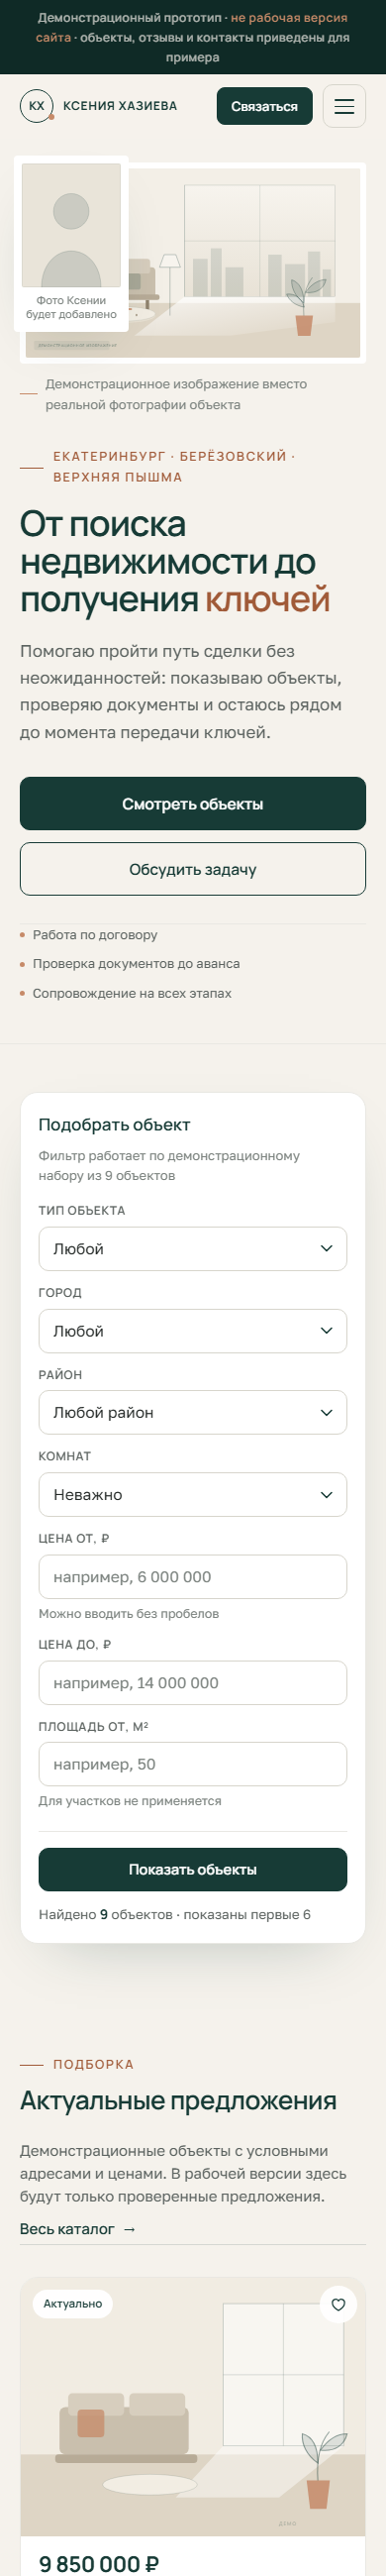 Демонстрационный прототип · не рабочая версия
сайта · объекты, отзывы и контакты приведены для
примера
КХ КСЕНИЯ ХАЗИЕВА
Связаться
Фото Ксении
будет добавлено
Демонстрационное изображение вместо
реальной фотографии объекта
ЕКАТЕРИНБУРГ · БЕРЁЗОВСКИЙ ·
ВЕРХНЯЯ ПЫШМА
От поиска
недвижимости до
получения ключей
Помогаю пройти путь сделки без
неожиданностей: показываю объекты,
проверяю документы и остаюсь рядом
до момента передачи ключей.
Смотреть объекты
Обсудить задачу
Работа по договору
Проверка документов до аванса
Сопровождение на всех этапах
Подобрать объект
Фильтр работает по демонстрационному
набору из 9 объектов
ТИП ОБЪЕКТА
Любой
ГОРОД
Любой
РАЙОН
Любой район
КОМНАТ
Неважно
ЦЕНА ОТ, ₽
например, 6 000 000
Можно вводить без пробелов
ЦЕНА ДО, ₽
например, 14 000 000
ПЛОЩАДЬ ОТ, М²
например, 50
Для участков не применяется
Показать объекты
Найдено 9 объектов · показаны первые 6
ПОДБОРКА
Актуальные предложения
Демонстрационные объекты с условными
адресами и ценами. В рабочей версии здесь
будут только проверенные предложения.
Весь каталог →
Актуально
ДЕМО
9 850 000 ₽